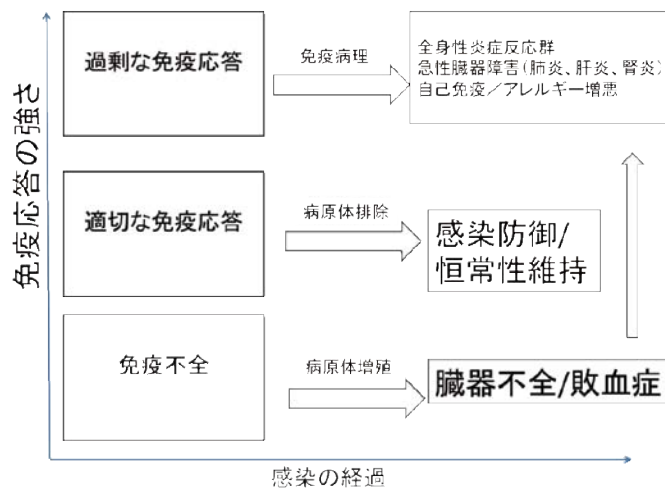 免疫応答の強さ
過剰な免疫応答
免疫病理
全身性炎症反応群
急性臓器障害(肺炎、肝炎、腎炎)
自己免疫/アレルギー増悪
適切な免疫応答
病原体排除
感染防御/
恒常性維持
免疫不全
病原体増殖
臓器不全/敗血症
感染の経過